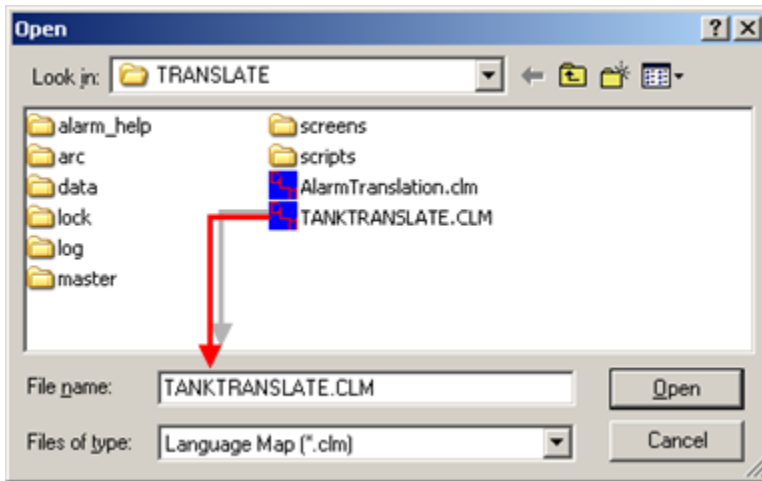 Open
Look in: TRANSLATE
alarm_help
arc
data
lock
log
master
screens
scripts
AlarmTranslation.clm
TANKTRANSLATE.CLM
File name: TANKTRANSLATE.CLM Open
Files of type: Language Map (*.clm) Cancel